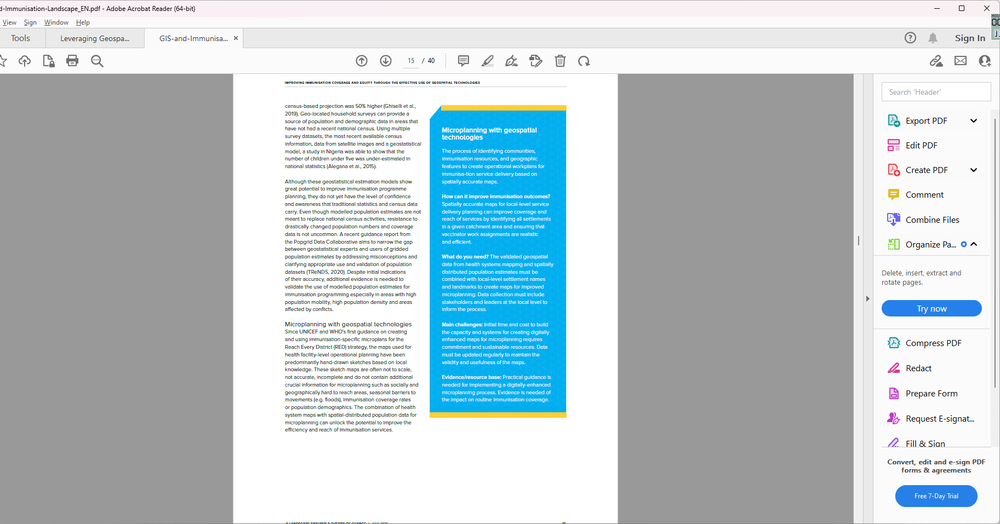 d-Immunisation-Landscape_EN.pdf - Adobe Acrobat Reader (64-bit)
View Sign Window Help
Tools
Leveraging Geospa...
GIS-and-Immunisa...
Sign In
15 / 40
IMPROVING IMMUNISATION COVERAGE AND EQUITY THROUGH THE EFFECTIVE USE OF GEOSPATIAL TECHNOLOGIES
census-based projection was 50% higher (Ghiselli et al.,
2019). Geo-located household surveys can provide a
source of population and demographic data in areas that
have not had a recent national census. Using multiple
survey datasets, the most recent available census
information, data from satellite images and a geostatistical
model, a study in Nigeria was able to show that the
number of children under five was under-estimated in
national statistics (Alegana et al., 2015).
Although these geostatistical estimation models show
great potential to improve immunisation programme
planning, they do not yet have the level of confidence
and awareness that traditional statistics and census data
carry. Even though modelled population estimates are not
meant to replace national census activities, resistance to
drastically changed population numbers and coverage
data is not uncommon. A recent guidance report from
the Popgrid Data Collaborative aims to narrow the gap
between geostatistical experts and users of gridded
population estimates by addressing misconceptions and
clarifying appropriate use and validation of population
datasets (TReNDS, 2020). Despite initial indications
of their accuracy, additional evidence is needed to
validate the use of modelled population estimates for
immunisation programming especially in areas with high
population mobility, high population density and areas
affected by conflicts.
Microplanning with geospatial technologies
Since UNICEF and WHO's first guidance on creating
and using immunisation-specific microplans for the
Reach Every District (RED) strategy, the maps used for
health facility-level operational planning have been
predominantly hand-drawn sketches based on local
knowledge. These sketch maps are often not to scale,
not accurate, incomplete and do not contain additional
crucial information for microplanning such as socially and
geographically hard to reach areas, seasonal barriers to
movements (e.g. floods), immunisation coverage rates
or population demographics. The combination of health
system maps with spatial-distributed population data for
microplanning can unlock the potential to improve the
efficiency and reach of immunisation services.
Microplanning with geospatial
technologies
The process of identifying communities,
immunisation resources, and geographic
features to create operational workplans for
immunisa-tion service delivery based on
spatially accurate maps.
How can it improve immunisation outcomes?
Spatially accurate maps for local-level service
delivery planning can improve coverage and
reach of services by identifying all settlements
in a given catchment area and ensuring that
vaccinator work assignments are realistic
and efficient.
What do you need? The validated geospatial
data from health systems mapping and spatially
distributed population estimates must be
combined with local-level settlement names
and landmarks to create maps for improved
microplanning. Data collection must include
stakeholders and leaders at the local level to
inform the process.
Main challenges: Initial time and cost to build
the capacity and systems for creating digitally
enhanced maps for microplanning requires
commitment and sustainable resources. Data
must be updated regularly to maintain the
validity and usefulness of the maps.
Evidence/resource base: Practical guidance is
needed for implementing a digitally-enhanced
microplanning process. Evidence is needed of
the impact on routine immunisation coverage.
Search 'Header'
Export PDF
Edit PDF
Create PDF
Comment
Combine Files
Organize Pa...
Delete, insert, extract and
rotate pages.
Try now
Compress PDF
Redact
Prepare Form
Request E-signat...
Fill & Sign
Convert, edit and e-sign PDF
forms & agreements
Free 7-Day Trial